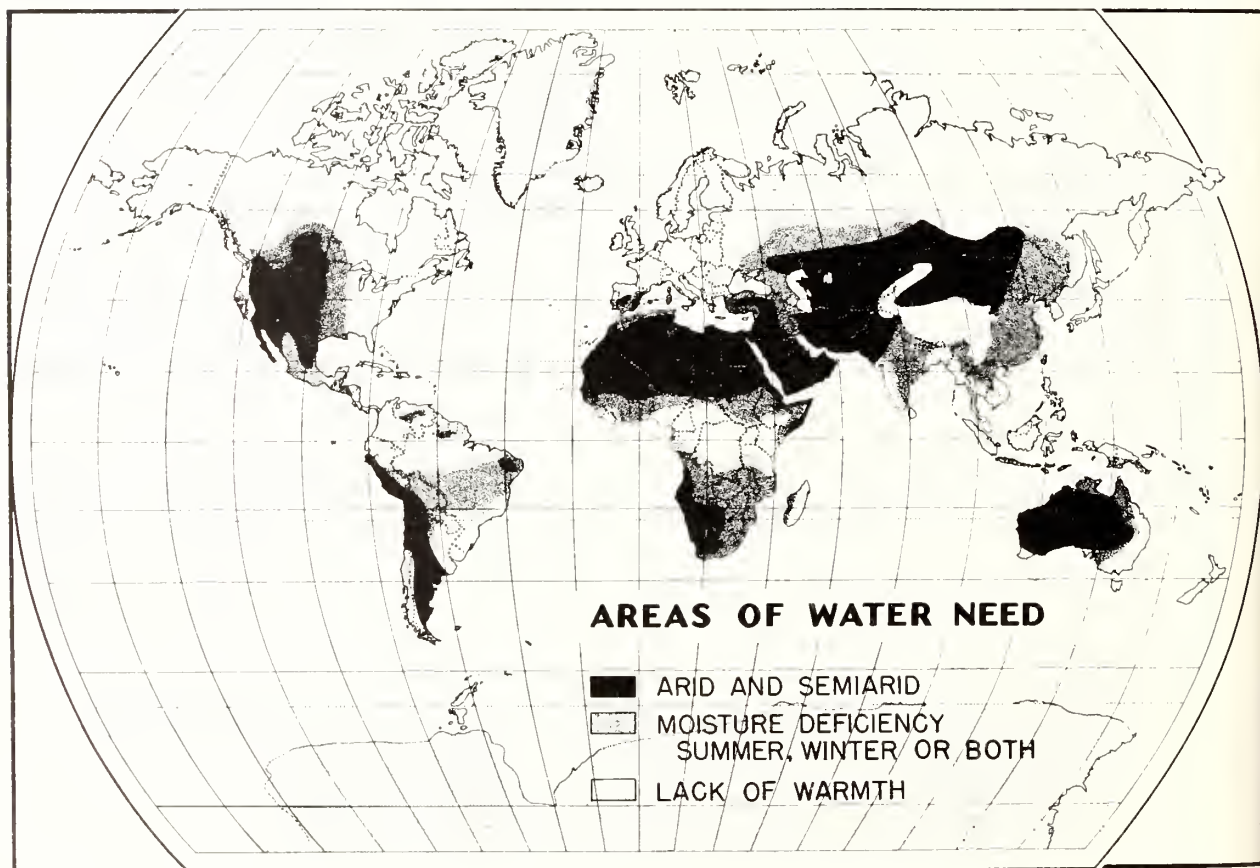 AREAS OF WATER NEED
ARID AND SEMIARID
MOISTURE DEFICIENCY
SUMMER, WINTER OR BOTH
LACK OF WARMTH